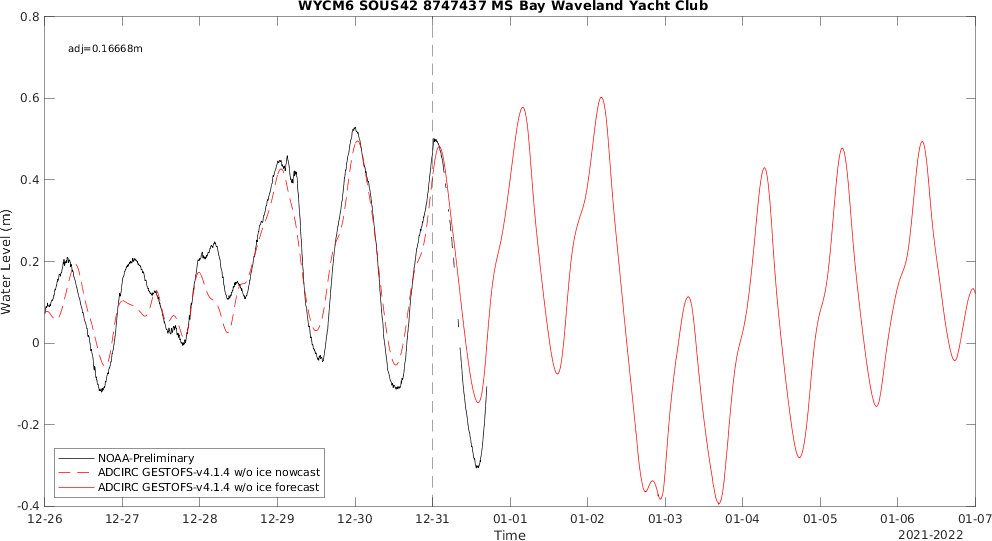 WYCM6 SOUS42 8747437 MS Bay Waveland Yacht Club
adj=0.16668m
Water Level (m)
0.8
0.6
0.4
0.2
0
-0.2
-0.4
NOAA-Preliminary
ADCIRC GESTOFS-v4.1.4 w/o ice nowcast
ADCIRC GESTOFS-v4.1.4 w/o ice forecast
12-26 12-27 12-28 12-29 12-30 12-31 01-01 01-02 01-03 01-04 01-05 01-06 01-07
Time
2021-2022